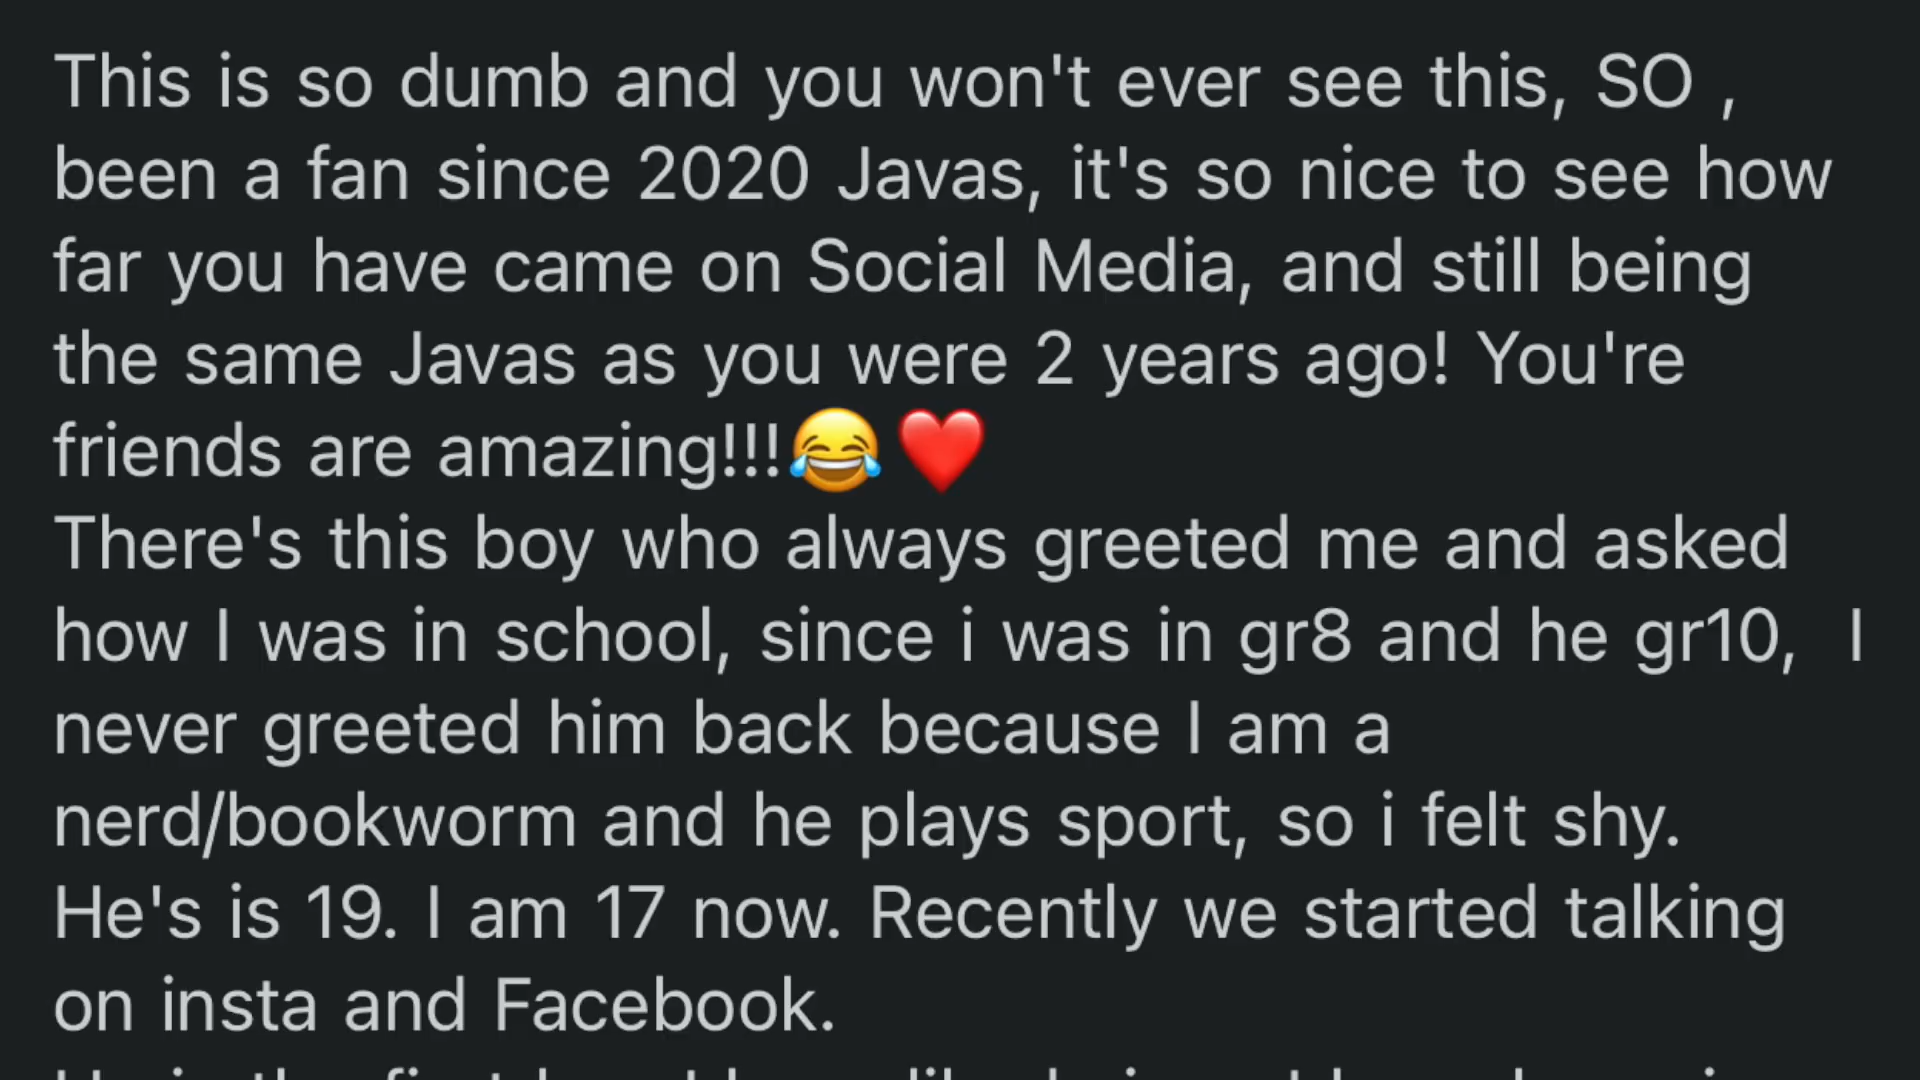 This is so dumb and you won't ever see this, SO ,
been a fan since 2020 Javas, it's so nice to see how
far you have came on Social Media, and still being
the same Javas as you were 2 years ago! You're
friends are amazing!!!😂❤️
There's this boy who always greeted me and asked
how I was in school, since i was in gr8 and he gr10,  I
never greeted him back because I am a
nerd/bookworm and he plays sport, so i felt shy.
He's is 19. I am 17 now. Recently we started talking
on insta and Facebook.